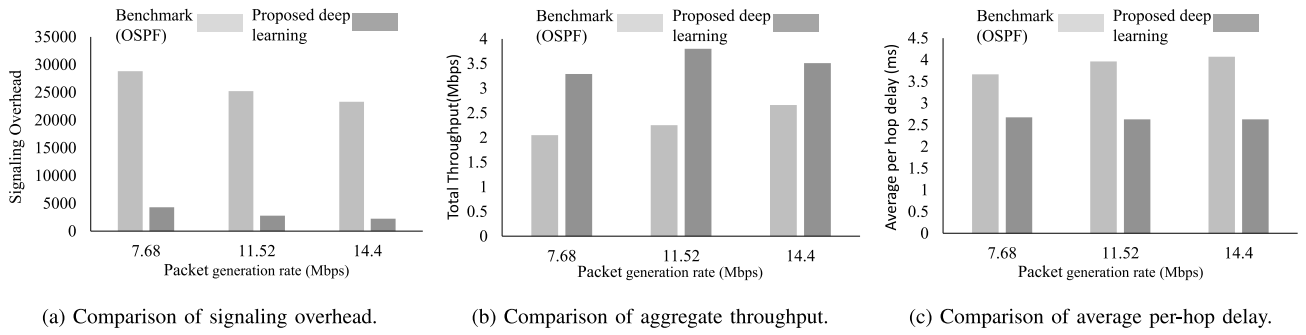 Benchmark (OSPF)
Proposed deep learning
Signaling Overhead
35000
30000
25000
20000
15000
10000
5000
0
7.68 11.52 14.4
Packet generation rate (Mbps)
(a) Comparison of signaling overhead.
Benchmark (OSPF)
Proposed deep learning
Total Throughput(Mbps)
4
3.5
3
2.5
2
1.5
1
0.5
0
7.68 11.52 14.4
Packet generation rate (Mbps)
(b) Comparison of aggregate throughput.
Benchmark (OSPF)
Proposed deep learning
Average per hop delay (ms)
4.5
4
3.5
3
2.5
2
1.5
1
0.5
0
7.68 11.52 14.4
Packet generation rate (Mbps)
(c) Comparison of average per-hop delay.